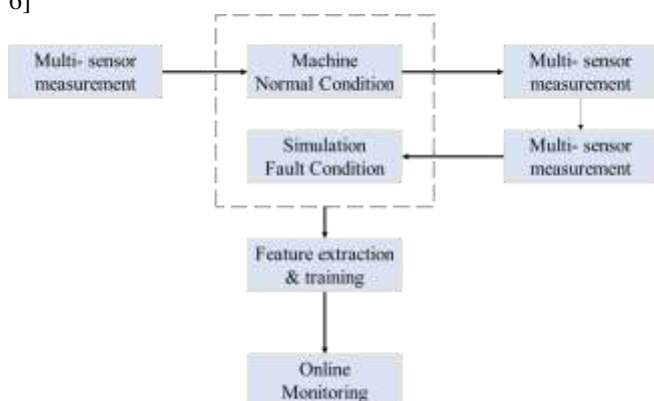 6]
Multi- sensor
measurement
Machine
Normal Condition
Multi- sensor
measurement
Simulation
Fault Condition
Multi- sensor
measurement
Feature extraction
& training
Online
Monitoring